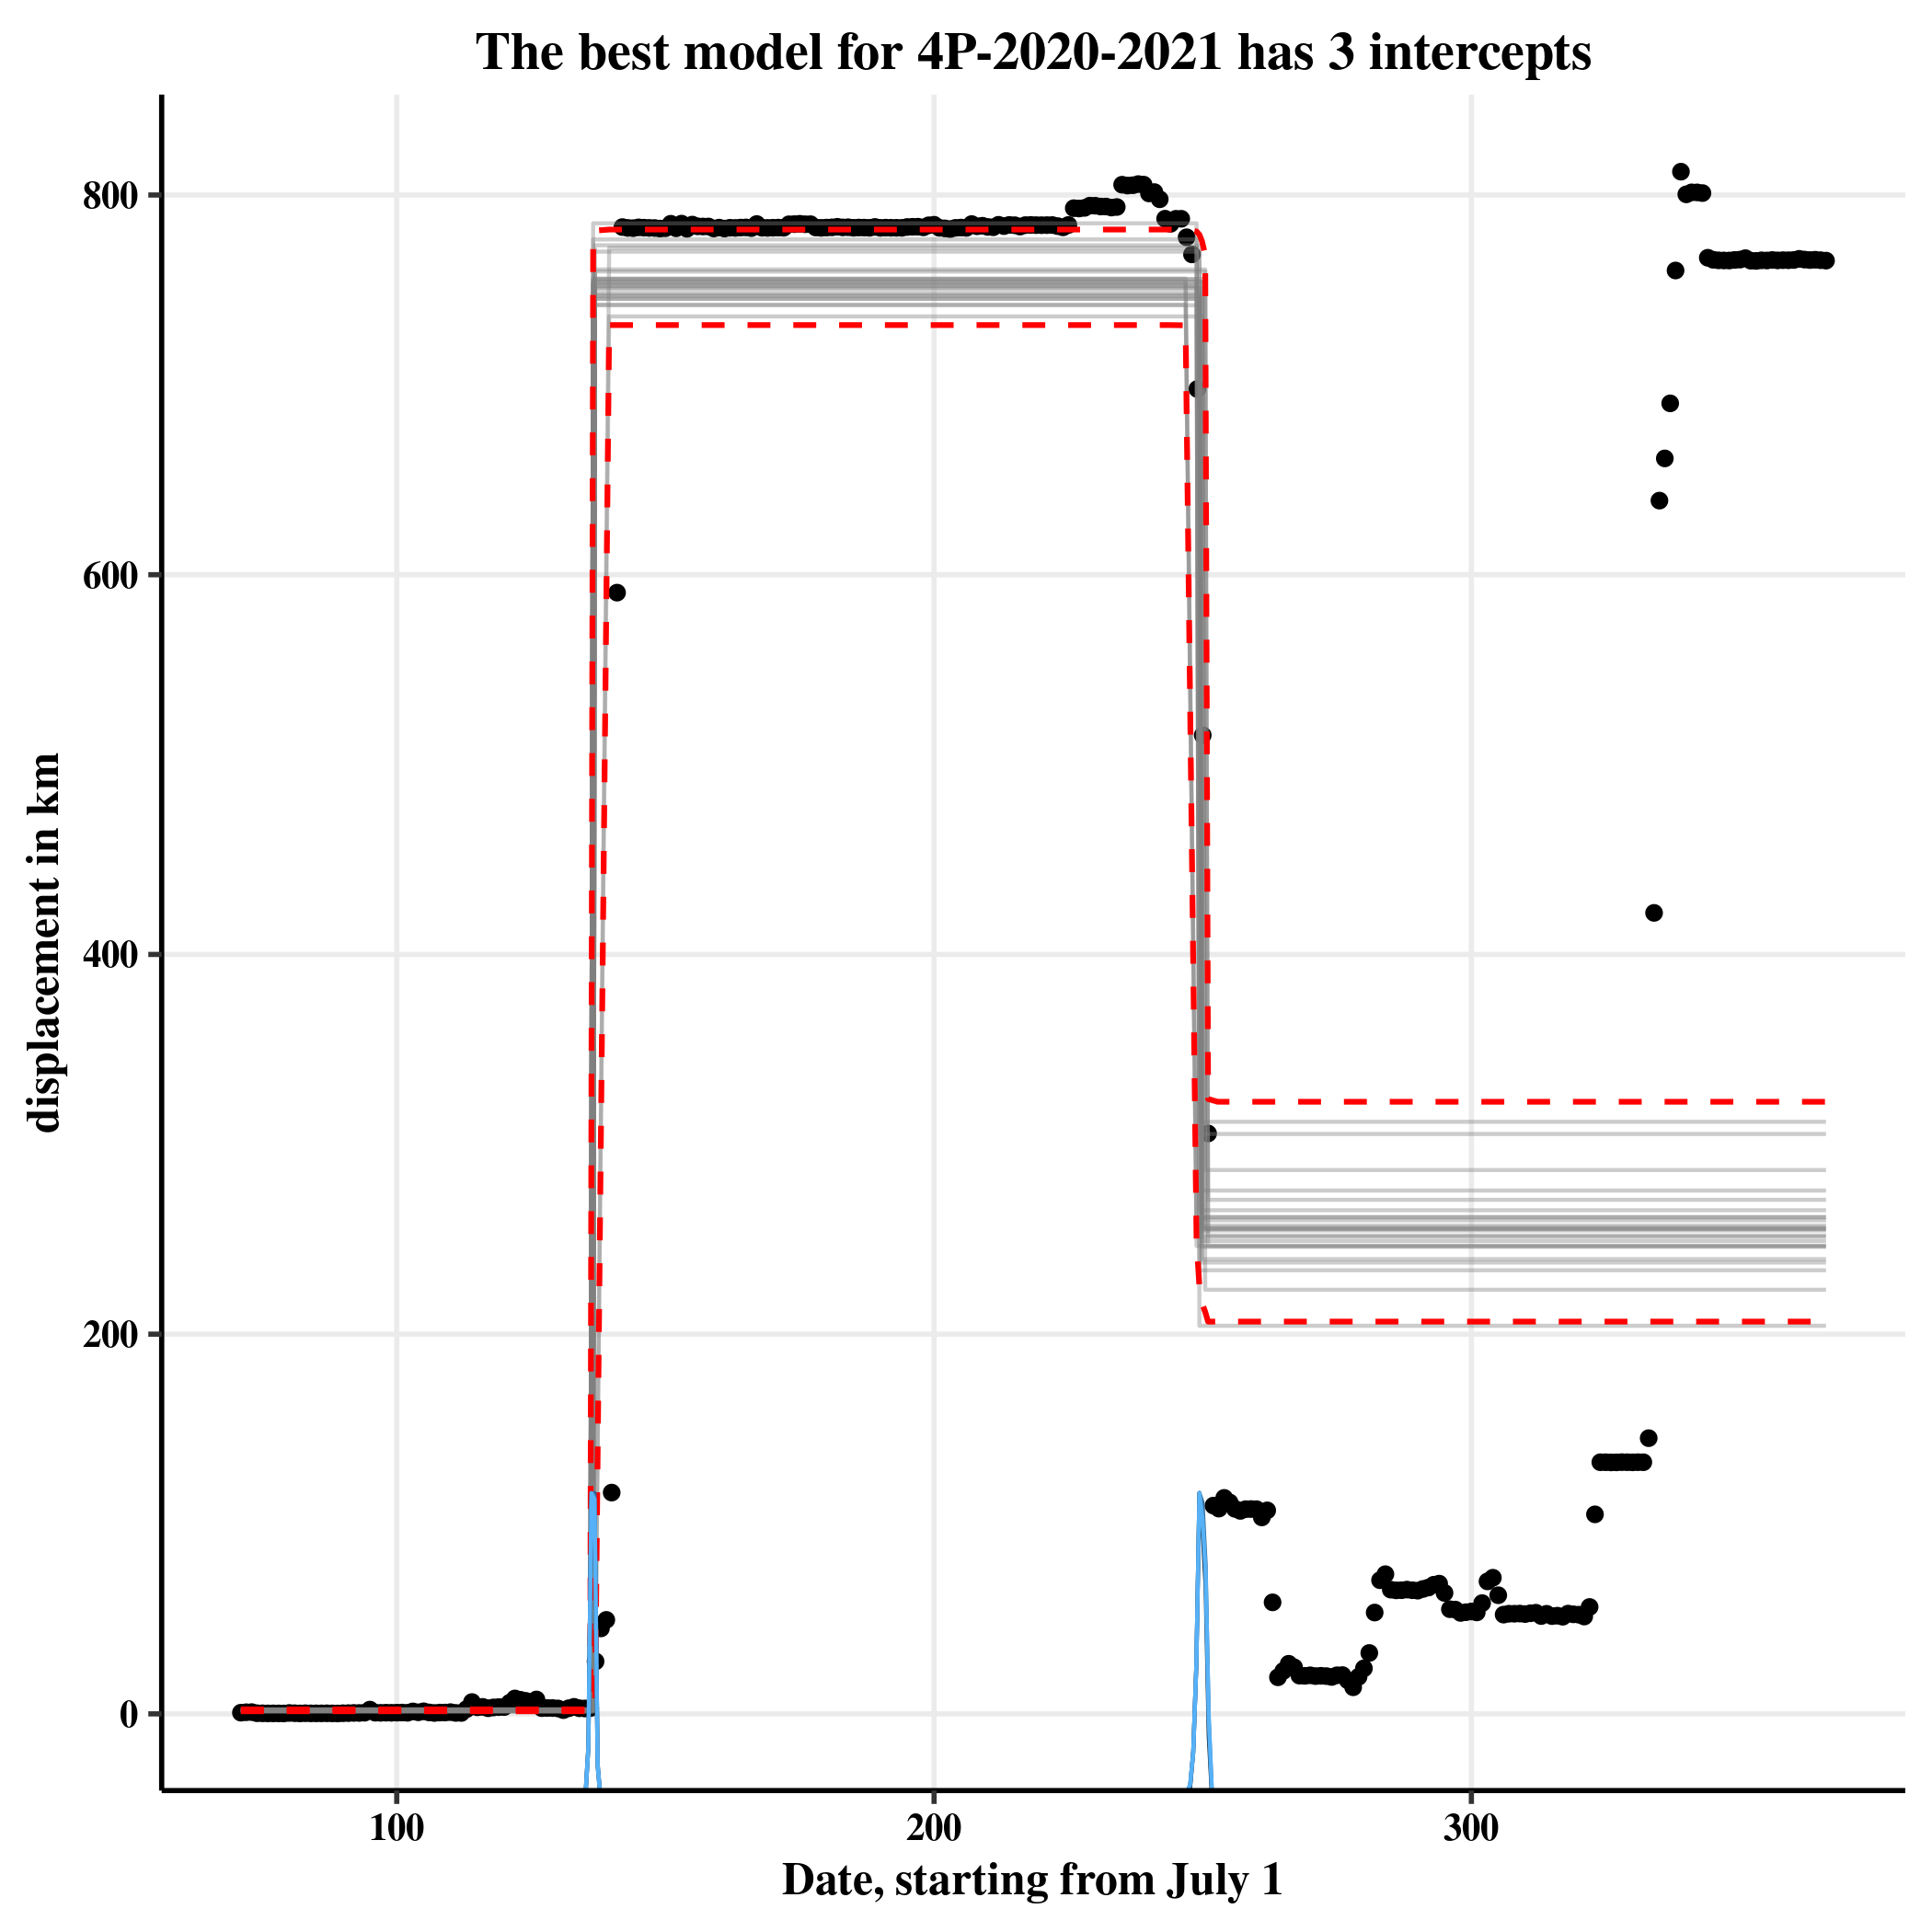 The best model for 4P-2020-2021 has 3 intercepts
displacement in km
800
600
400
200
0
100 200 300
Date, starting from July 1